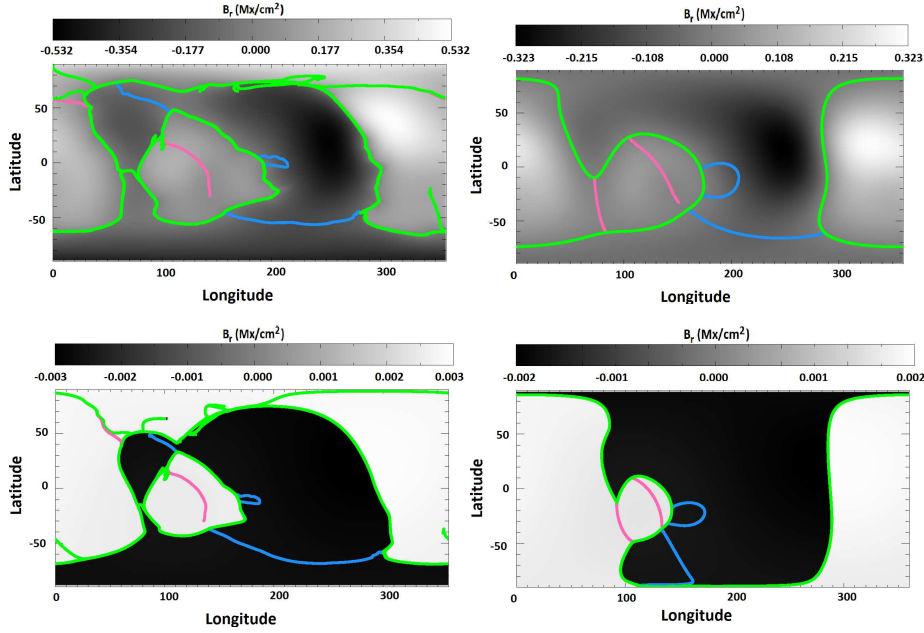 B_r (Mx/cm²)
-0.532 -0.354 -0.177 0.000 0.177 0.354 0.532
Latitude
50
0
-50
0 100 200 300
Longitude
B_r (Mx/cm²)
-0.323 -0.215 -0.108 0.000 0.108 0.215 0.323
Latitude
50
0
-50
0 100 200 300
Longitude
B_r (Mx/cm²)
-0.003 -0.002 -0.001 0.000 0.001 0.002 0.003
Latitude
50
0
-50
0 100 200 300
Longitude
B_r (Mx/cm²)
-0.002 -0.001 0.000 0.001 0.002
Latitude
50
0
-50
0 100 200 300
Longitude